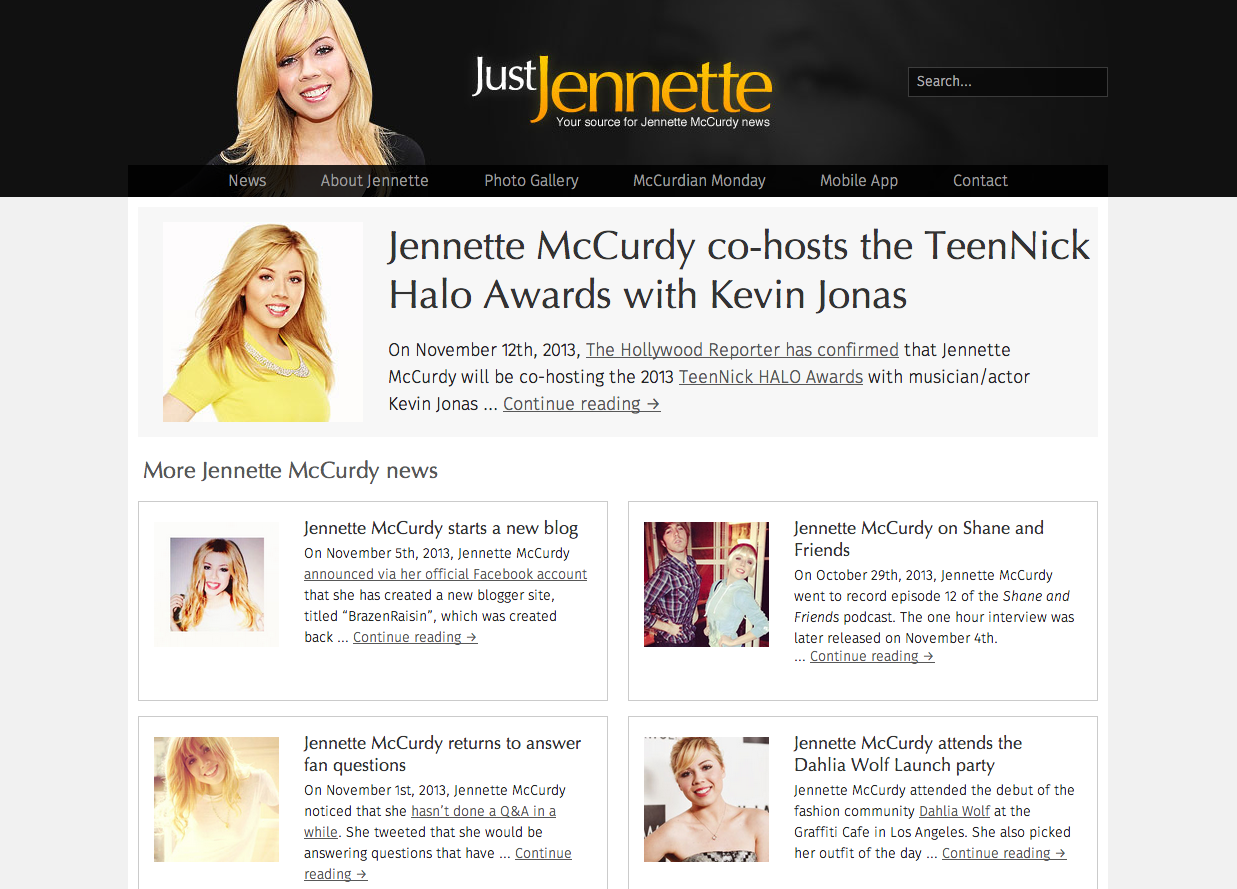 Just Jennette
Your source for Jennette McCurdy news
Search...
News
About Jennette
Photo Gallery
McCurdian Monday
Mobile App
Contact
Jennette McCurdy co-hosts the TeenNick
Halo Awards with Kevin Jonas
On November 12th, 2013, The Hollywood Reporter has confirmed that Jennette
McCurdy will be co-hosting the 2013 TeenNick HALO Awards with musician/actor
Kevin Jonas ... Continue reading →
More Jennette McCurdy news
Jennette McCurdy starts a new blog
On November 5th, 2013, Jennette McCurdy
announced via her official Facebook account
that she has created a new blogger site,
titled “BrazenRaisin”, which was created
back ... Continue reading →
Jennette McCurdy on Shane and
Friends
On October 29th, 2013, Jennette McCurdy
went to record episode 12 of the Shane and
Friends podcast. The one hour interview was
later released on November 4th.
... Continue reading →
Jennette McCurdy returns to answer
fan questions
On November 1st, 2013, Jennette McCurdy
noticed that she hasn’t done a Q&A in a
while. She tweeted that she would be
answering questions that have ... Continue
reading →
Jennette McCurdy attends the
Dahlia Wolf Launch party
Jennette McCurdy attended the debut of the
fashion community Dahlia Wolf at the
Graffiti Cafe in Los Angeles. She also picked
her outfit of the day ... Continue reading →